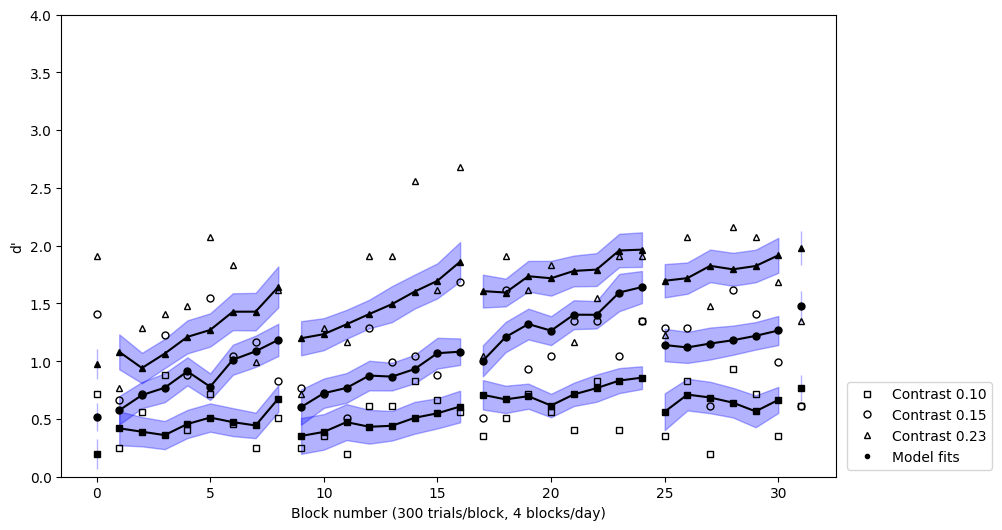 4.0
3.5
3.0
2.5
2.0
1.5
1.0
0.5
0.0
d'
0 5 10 15 20 25 30
Block number (300 trials/block, 4 blocks/day)
Contrast 0.10
Contrast 0.15
Contrast 0.23
Model fits